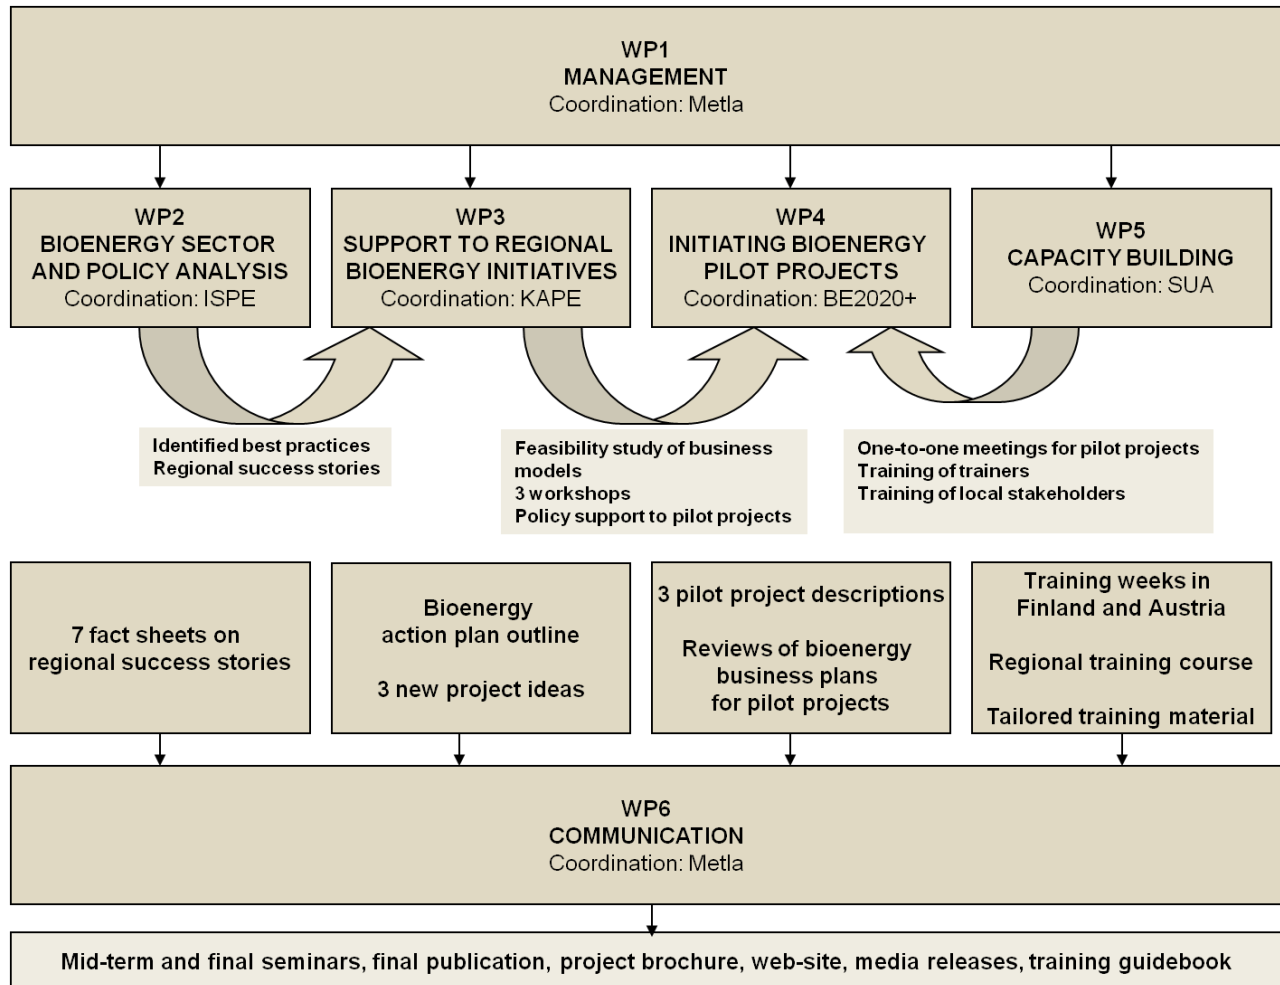 WP1
MANAGEMENT
Coordination: Metla
WP2
BIOENERGY SECTOR
AND POLICY ANALYSIS
Coordination: ISPE
WP3
SUPPORT TO REGIONAL
BIOENERGY INITIATIVES
Coordination: KAPE
WP4
INITIATING BIOENERGY
PILOT PROJECTS
Coordination: BE2020+
WP5
CAPACITY BUILDING
Coordination: SUA
Identified best practices
Regional success stories
Feasibility study of business
models
3 workshops
Policy support to pilot projects
One-to-one meetings for pilot projects
Training of trainers
Training of local stakeholders
7 fact sheets on
regional success stories
Bioenergy
action plan outline
3 new project ideas
3 pilot project descriptions
Reviews of bioenergy
business plans
for pilot projects
Training weeks in
Finland and Austria
Regional training course
Tailored training material
WP6
COMMUNICATION
Coordination: Metla
Mid-term and final seminars, final publication, project brochure, web-site, media releases, training guidebook